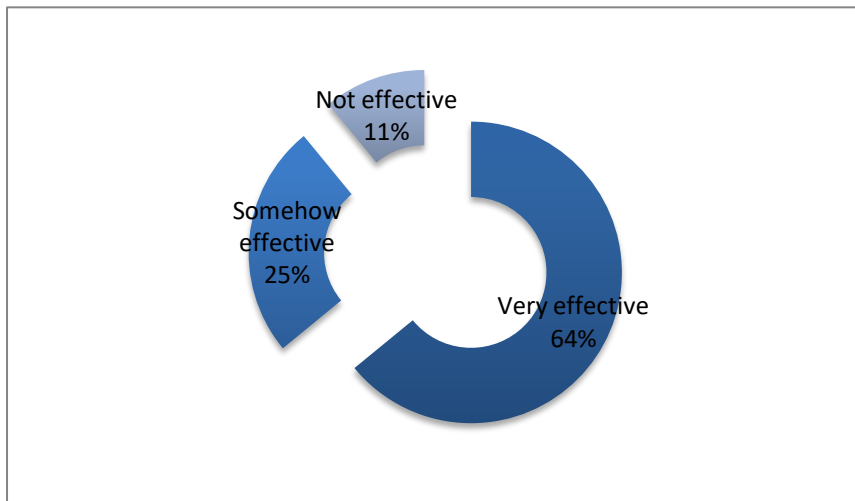 Not effective
11%
Somehow
effective
25%
Very effective
64%